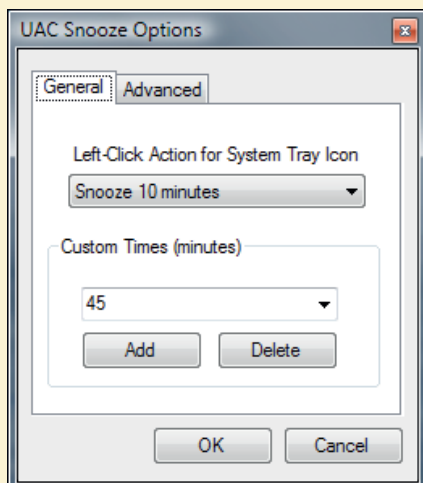 UAC Snooze Options
General Advanced
Left-Click Action for System Tray Icon
Snooze 10 minutes
Custom Times (minutes)
45
Add Delete
OK Cancel